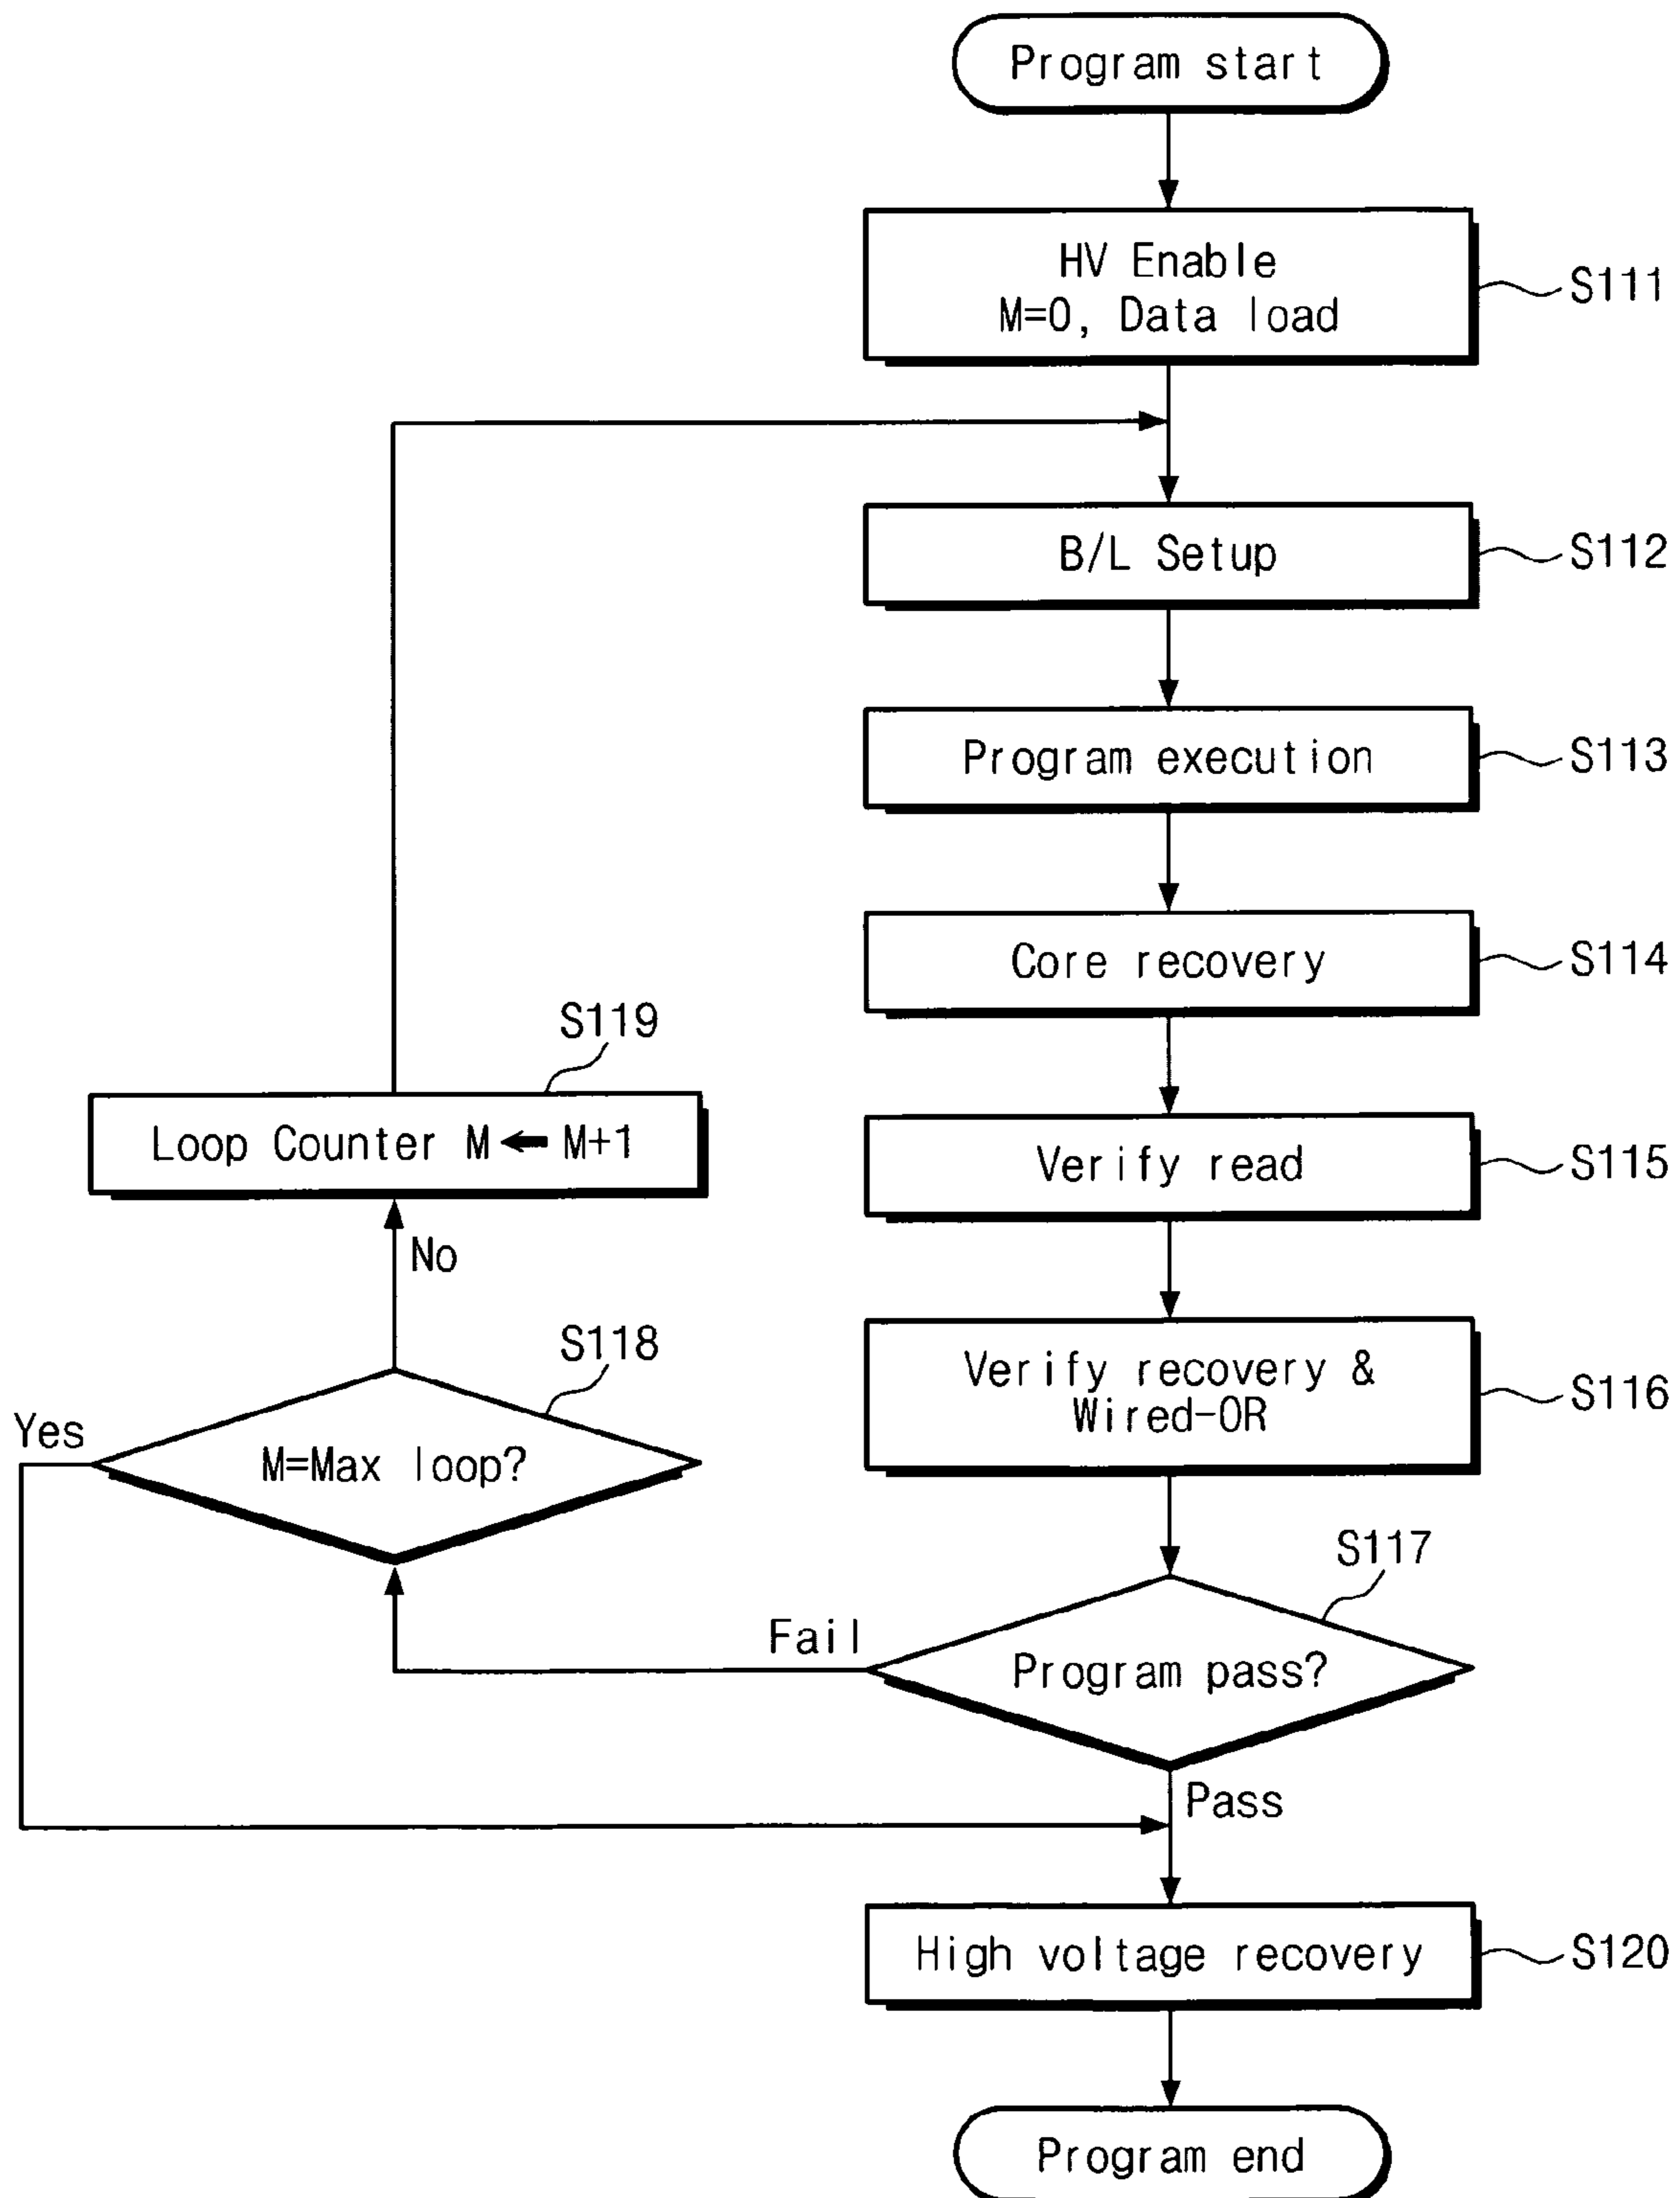 Program start
HV Enable
M=0, Data load
S111
B/L Setup
S112
Program execution
S113
Core recovery
S114
S119
Loop Counter M ← M+1
Verify read
S115
No
S118
Verify recovery &
Wired-OR
S116
Yes
M=Max loop?
S117
Fail
Program pass?
Pass
High voltage recovery
S120
Program end